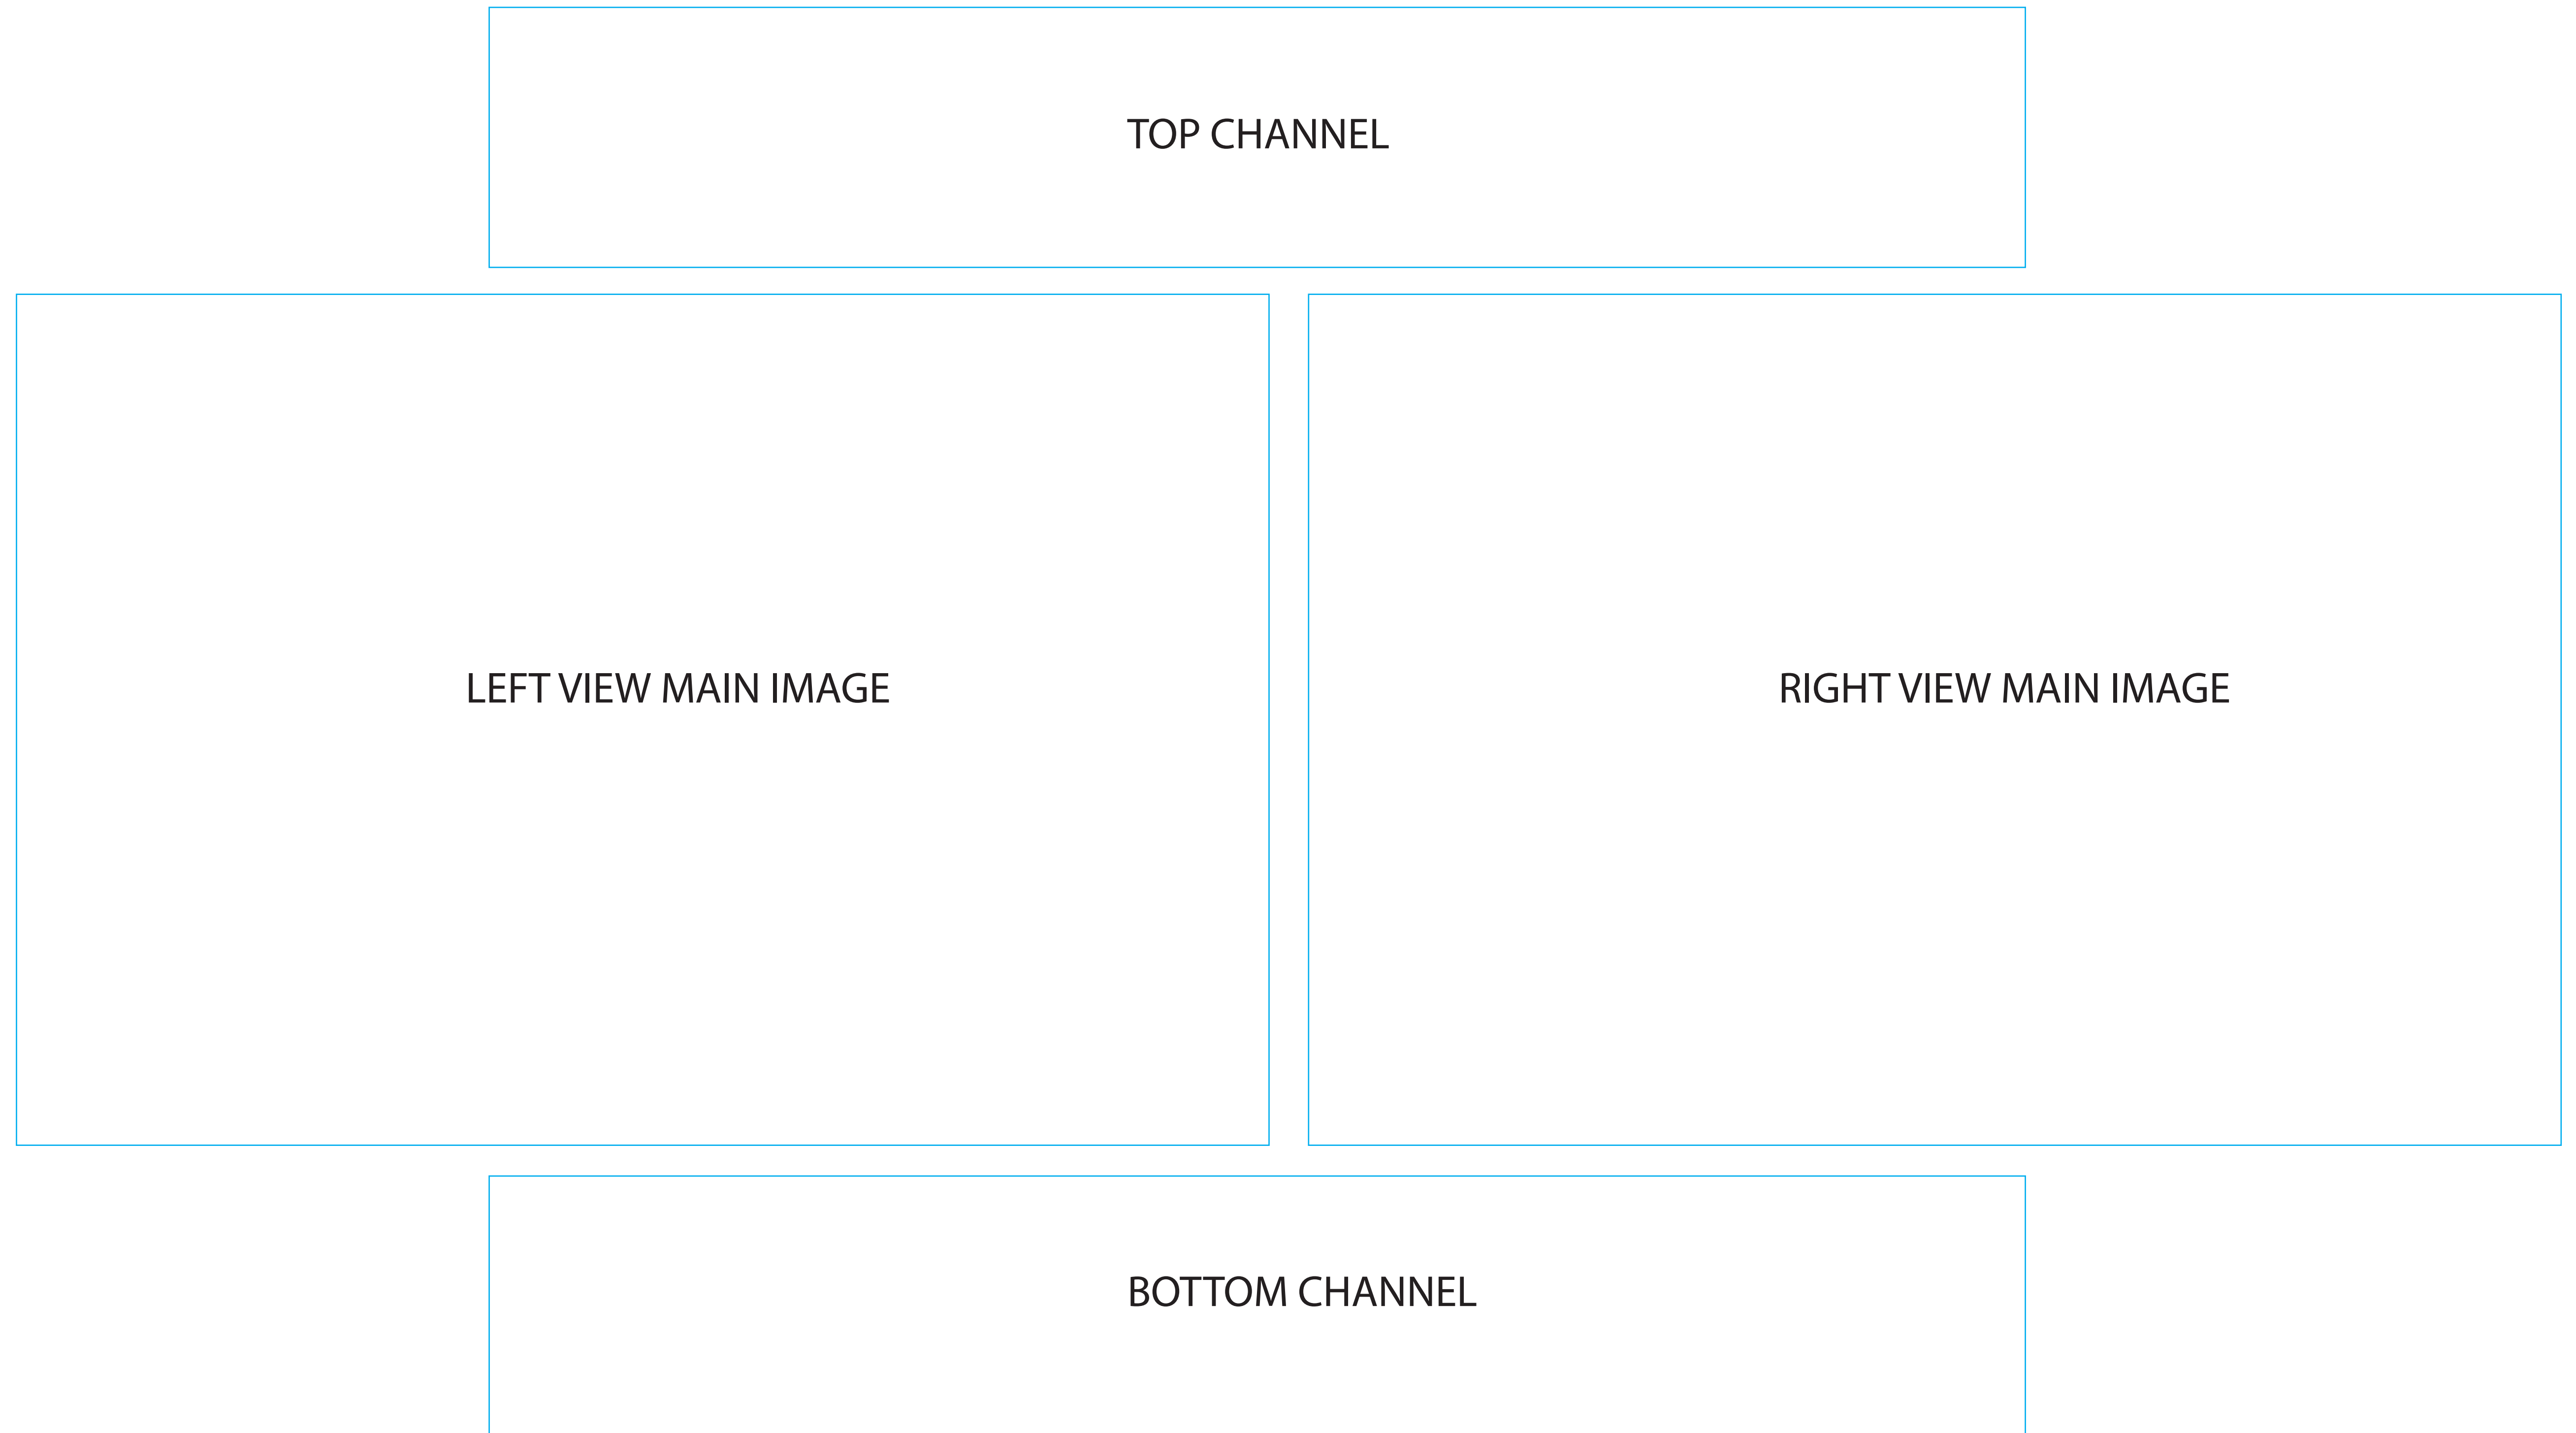 TOP CHANNEL
LEFT VIEW MAIN IMAGE
RIGHT VIEW MAIN IMAGE
BOTTOM CHANNEL